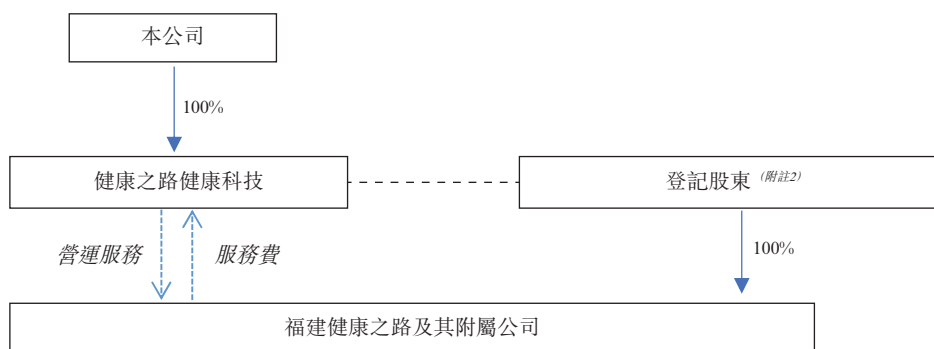 本公司
100%
健康之路健康科技
登記股東 (附註2)
營運服務
服務費
100%
福建健康之路及其附屬公司